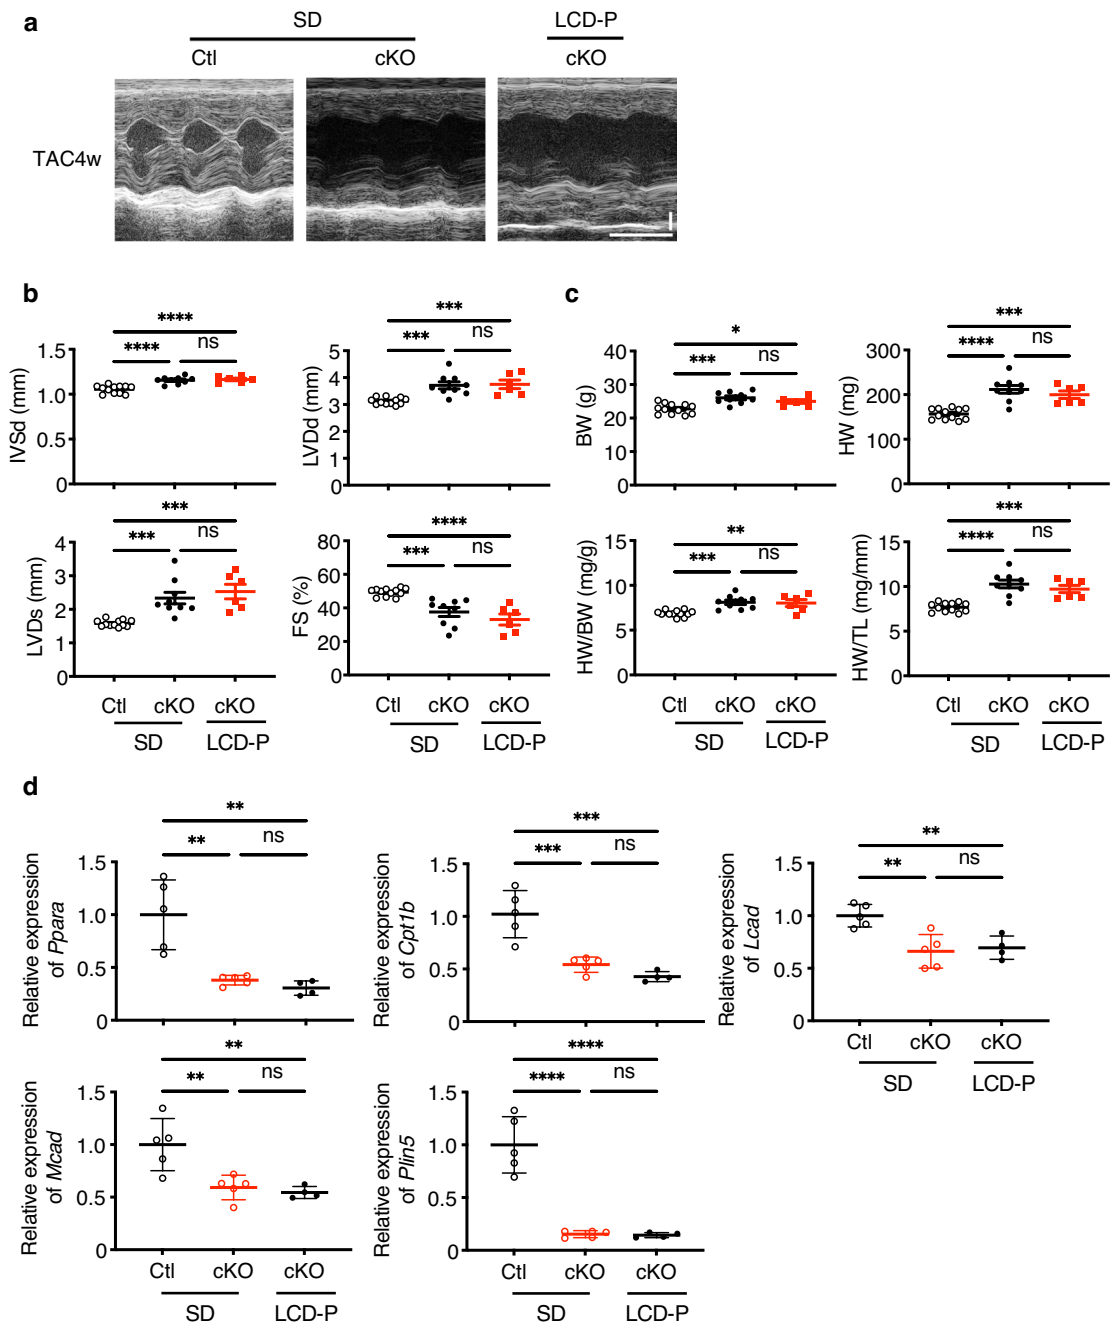 a
SD
LCD-P
Ctl
cKO
cKO
TAC4w
b
****
****
ns
1.5
1.0
0.5
0
IVSd (mm)
***
***
ns
5
4
3
2
1
0
LVDd (mm)
***
***
ns
4
3
2
1
0
LVDs (mm)
Ctl cKO cKO
SD LCD-P
****
***
ns
80
60
40
20
0
FS (%)
Ctl cKO cKO
SD LCD-P
c
*
***
ns
40
30
20
10
0
BW (g)
***
****
ns
300
200
100
0
HW (mg)
**
***
ns
15
10
5
0
HW/BW (mg/g)
Ctl cKO cKO
SD LCD-P
***
****
ns
15
10
5
0
HW/TL (mg/mm)
Ctl cKO cKO
SD LCD-P
d
**
**
ns
1.5
1.0
0.5
0
Relative expression
of Ppara
***
***
ns
1.5
1.0
0.5
0
Relative expression
of Cpt1b
**
**
ns
1.5
1.0
0.5
0
Relative expression
of Lcad
Ctl cKO cKO
SD LCD-P
**
**
ns
1.5
1.0
0.5
0
Relative expression
of Mcad
Ctl cKO cKO
SD LCD-P
****
****
ns
1.5
1.0
0.5
0
Relative expression
of Plin5
Ctl cKO cKO
SD LCD-P